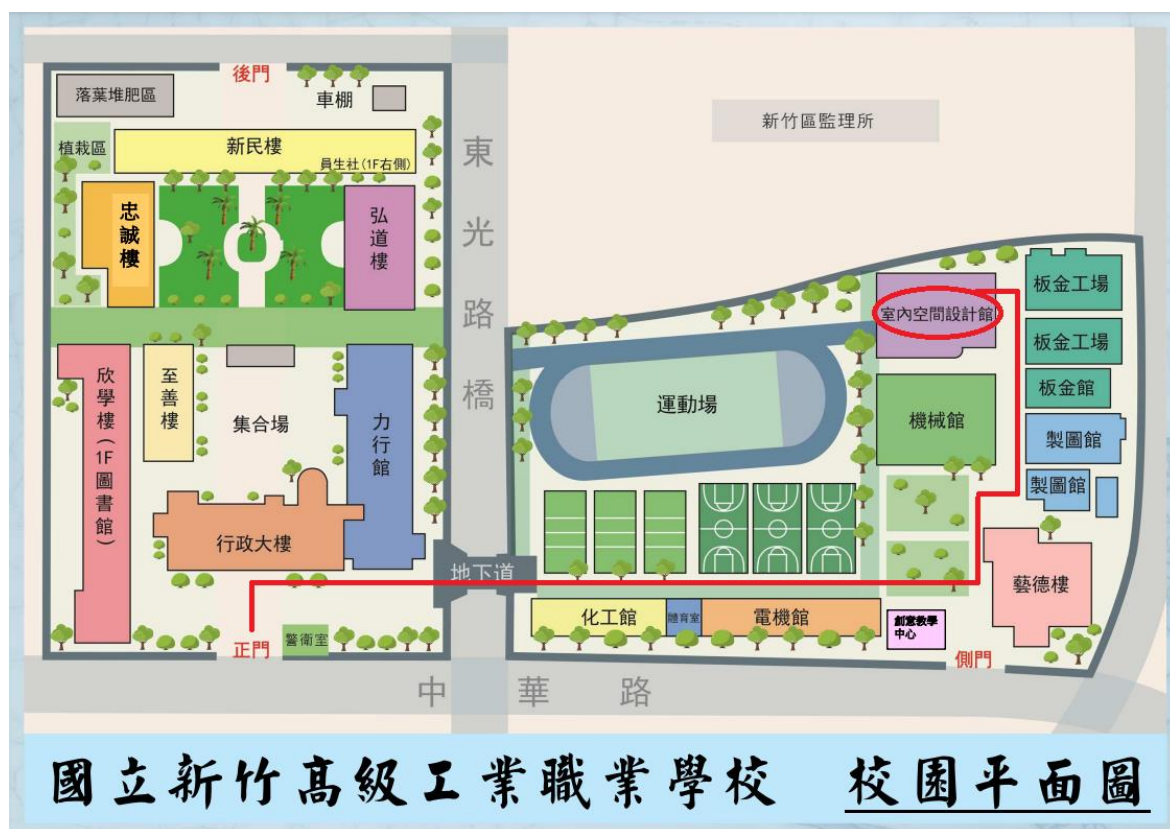 後門
落葉堆肥區
車棚
植栽區
新民樓
員生社(1F右側)
忠誠樓
弘道樓
欣學樓(1F圖書館)
至善樓
集合場
力行館
行政大樓
正門
警衛室
東光路橋
地下道
新竹區監理所
室內空間設計館
板金工場
板金工場
板金館
運動場
機械館
製圖館
製圖館
藝德樓
化工館
體育室
電機館
創意教學
中心
側門
中華路
國立新竹高級工業職業學校 校園平面圖